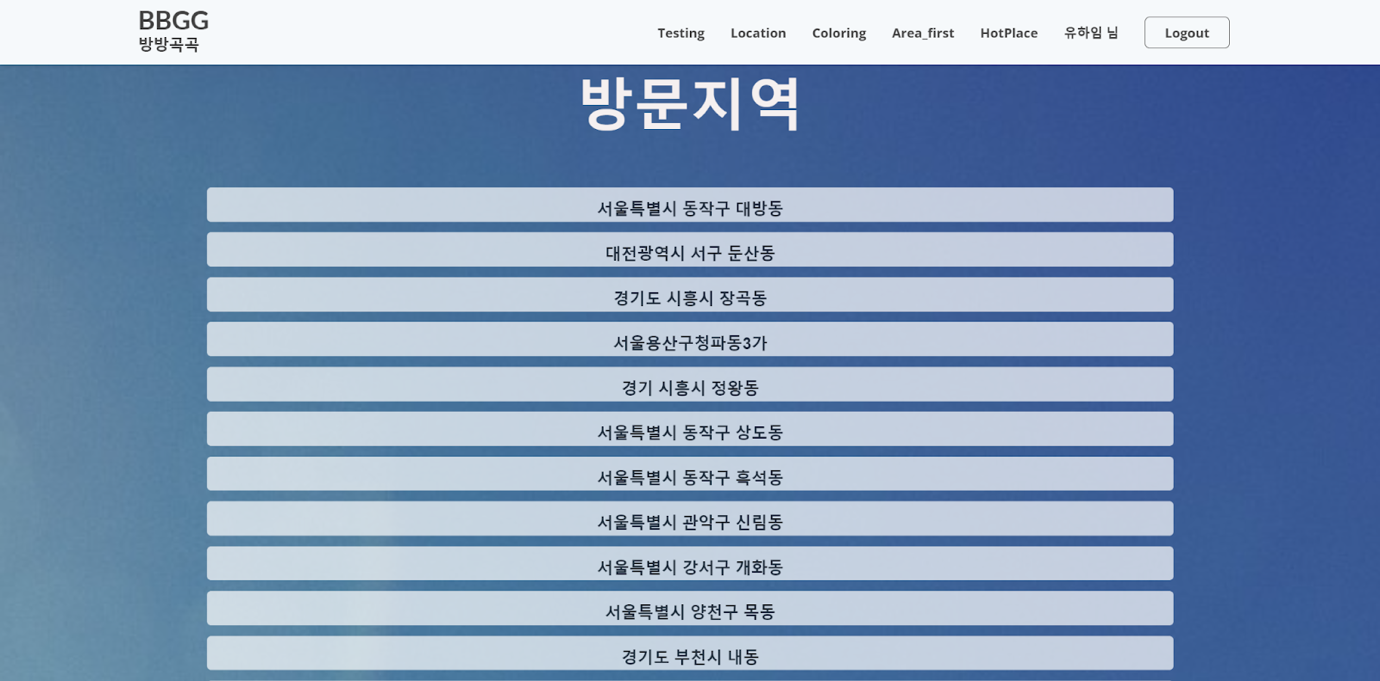 BBGG
방방곡곡
Testing Location Coloring Area_first HotPlace 유하임 님 Logout
방문지역
서울특별시 동작구 대방동
대전광역시 서구 둔산동
경기도 시흥시 장곡동
서울용산구청파동3가
경기 시흥시 정왕동
서울특별시 동작구 상도동
서울특별시 동작구 흑석동
서울특별시 관악구 신림동
서울특별시 강서구 개화동
서울특별시 양천구 목동
경기도 부천시 내동